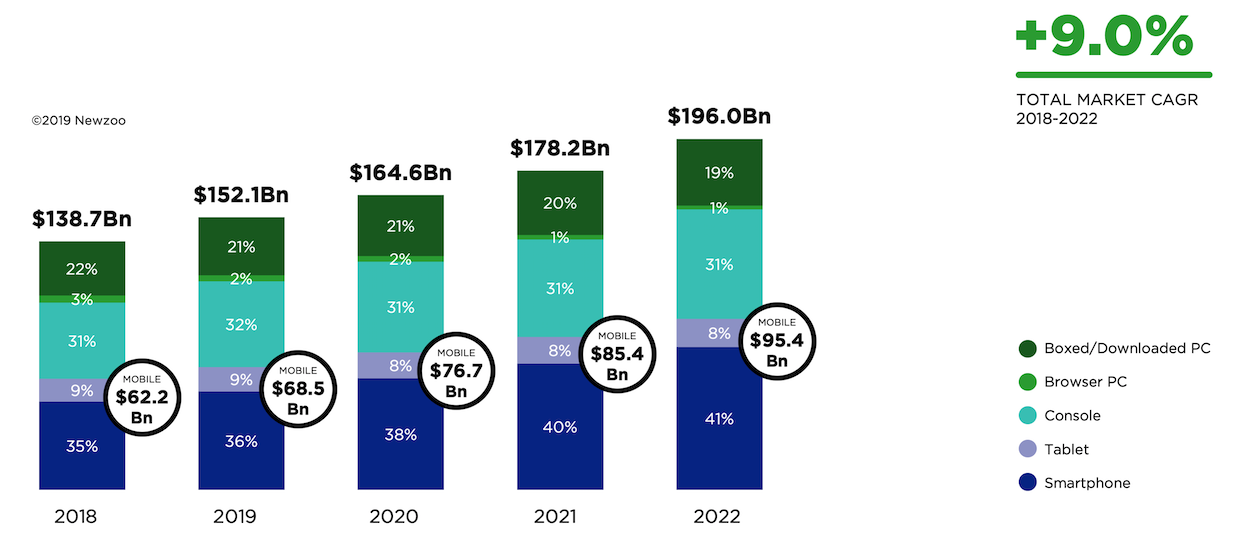 +9.0%
TOTAL MARKET CAGR
2018-2022
©2019 Newzoo
$138.7Bn
22%
3%
31%
9%
35%
MOBILE
$62.2
Bn
2018
$152.1Bn
21%
2%
32%
9%
36%
MOBILE
$68.5
Bn
2019
$164.6Bn
21%
2%
31%
8%
38%
MOBILE
$76.7
Bn
2020
$178.2Bn
20%
1%
31%
8%
40%
MOBILE
$85.4
Bn
2021
$196.0Bn
19%
1%
31%
8%
41%
MOBILE
$95.4
Bn
2022
Boxed/Downloaded PC
Browser PC
Console
Tablet
Smartphone